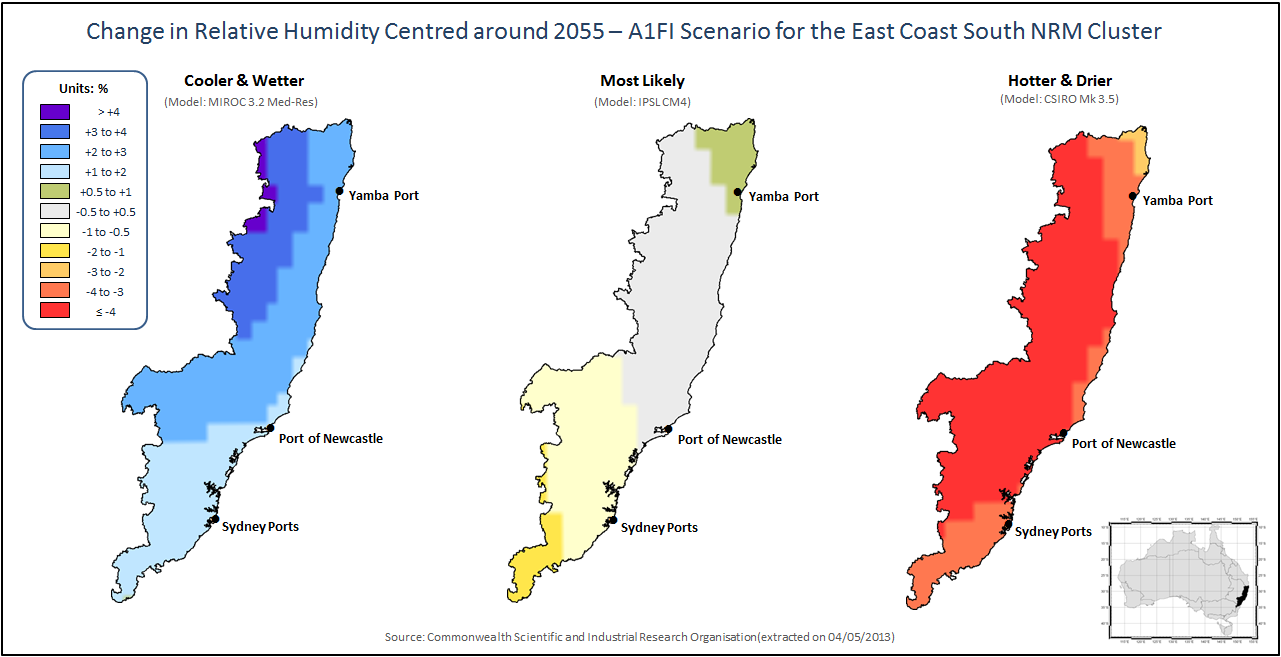 Change in Relative Humidity Centred around 2055 – A1FI Scenario for the East Coast South NRM Cluster
Units: %
> +4
+3 to +4
+2 to +3
+1 to +2
+0.5 to +1
-0.5 to +0.5
-1 to -0.5
-2 to -1
-3 to -2
-4 to -3
≤ -4
Cooler & Wetter
(Model: MIROC 3.2 Med-Res)
Yamba Port
Port of Newcastle
Sydney Ports
Most Likely
(Model: IPSL CM4)
Yamba Port
Port of Newcastle
Sydney Ports
Hotter & Drier
(Model: CSIRO Mk 3.5)
Yamba Port
Port of Newcastle
Sydney Ports
Source: Commonwealth Scientific and Industrial Research Organisation(extracted on 04/05/2013)